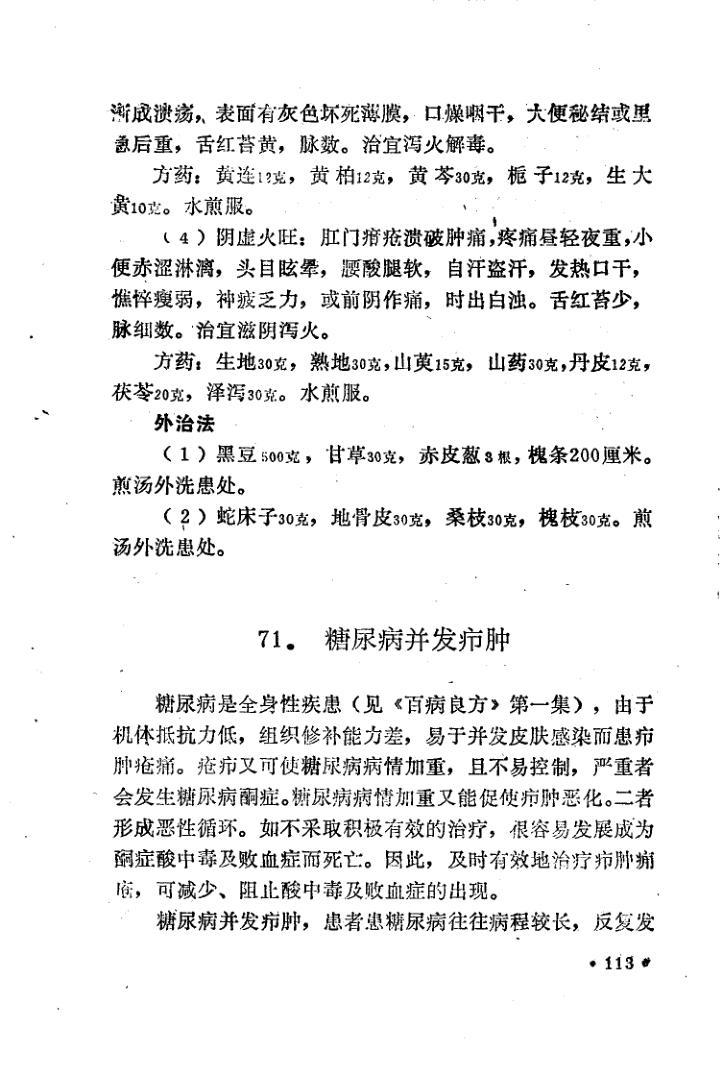 渐成溃疡，表面有灰色坏死薄膜，口燥咽干，大便秘结或里
急后重，舌红苔黄，脉数。治宜泻火解毒。
方药：黄连12克，黄柏12克，黄芩30克，栀子12克，生大
黄10克。水煎服。
（4）阴虚火旺：肛门疳疮溃破肿痛，疼痛昼轻夜重，小
便赤涩淋漓，头目眩晕，腰酸腿软，自汗盗汗，发热口干，
憔悴瘦弱，神疲乏力，或前阴作痛，时出白浊。舌红苔少，
脉细数。治宜滋阴泻火。
方药：生地30克，熟地30克，山萸15克，山药30克，丹皮12克，
茯苓20克，泽泻30克。水煎服。
外治法
（1）黑豆500克，甘草30克，赤皮葱3根，槐条200厘米。
煎汤外洗患处。
（2）蛇床子30克，地骨皮30克，桑枝30克，槐枝30克。煎
汤外洗患处。
71．糖尿病并发疖肿
糖尿病是全身性疾患（见《百病良方》第一集），由于
机体抵抗力低，组织修补能力差，易于并发皮肤感染而患疖
肿疮痈。疮疖又可使糖尿病病情加重，且不易控制，严重者
会发生糖尿病酮症。糖尿病病情加重又能促使疖肿恶化。二者
形成恶性循环。如不采取积极有效的治疗，很容易发展成为
酮症酸中毒及败血症而死亡。因此，及时有效地治疗疖肿痈
疮，可减少、阻止酸中毒及败血症的出现。
糖尿病并发疖肿，患者患糖尿病往往病程较长，反复发
• 113 •